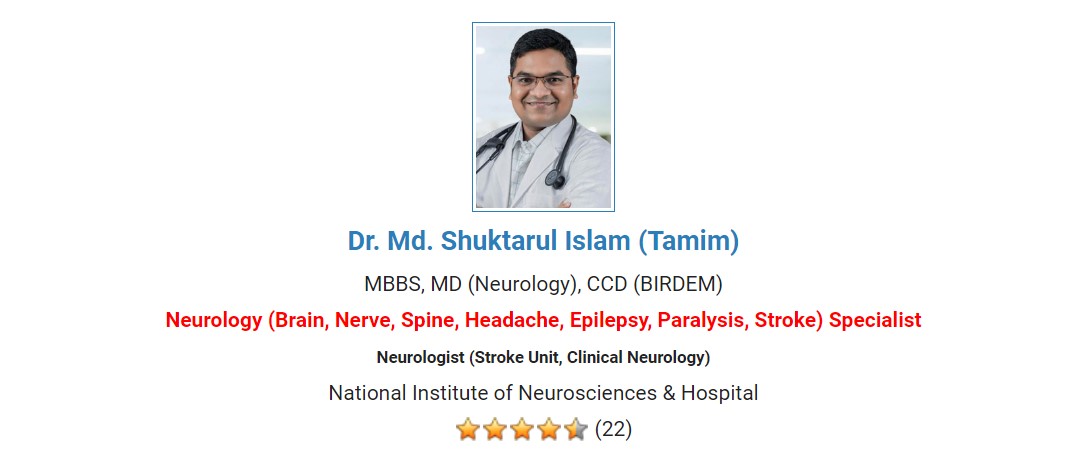 Dr. Md. Shuktarul Islam (Tamim)
MBBS, MD (Neurology), CCD (BIRDEM)
Neurology (Brain, Nerve, Spine, Headache, Epilepsy, Paralysis, Stroke) Specialist
Neurologist (Stroke Unit, Clinical Neurology)
National Institute of Neurosciences & Hospital
(22)